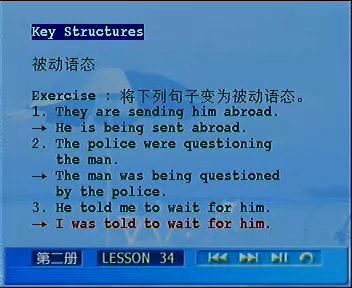 Key Structures
被动语态
Exercise : 将下列句子变为被动语态。
1. They are sending him abroad.
→ He is being sent abroad.
2. The police were questioning
the man.
→ The man was being questioned
by the police.
3. He told me to wait for him.
→ I was told to wait for him.
第二册 LESSON 34